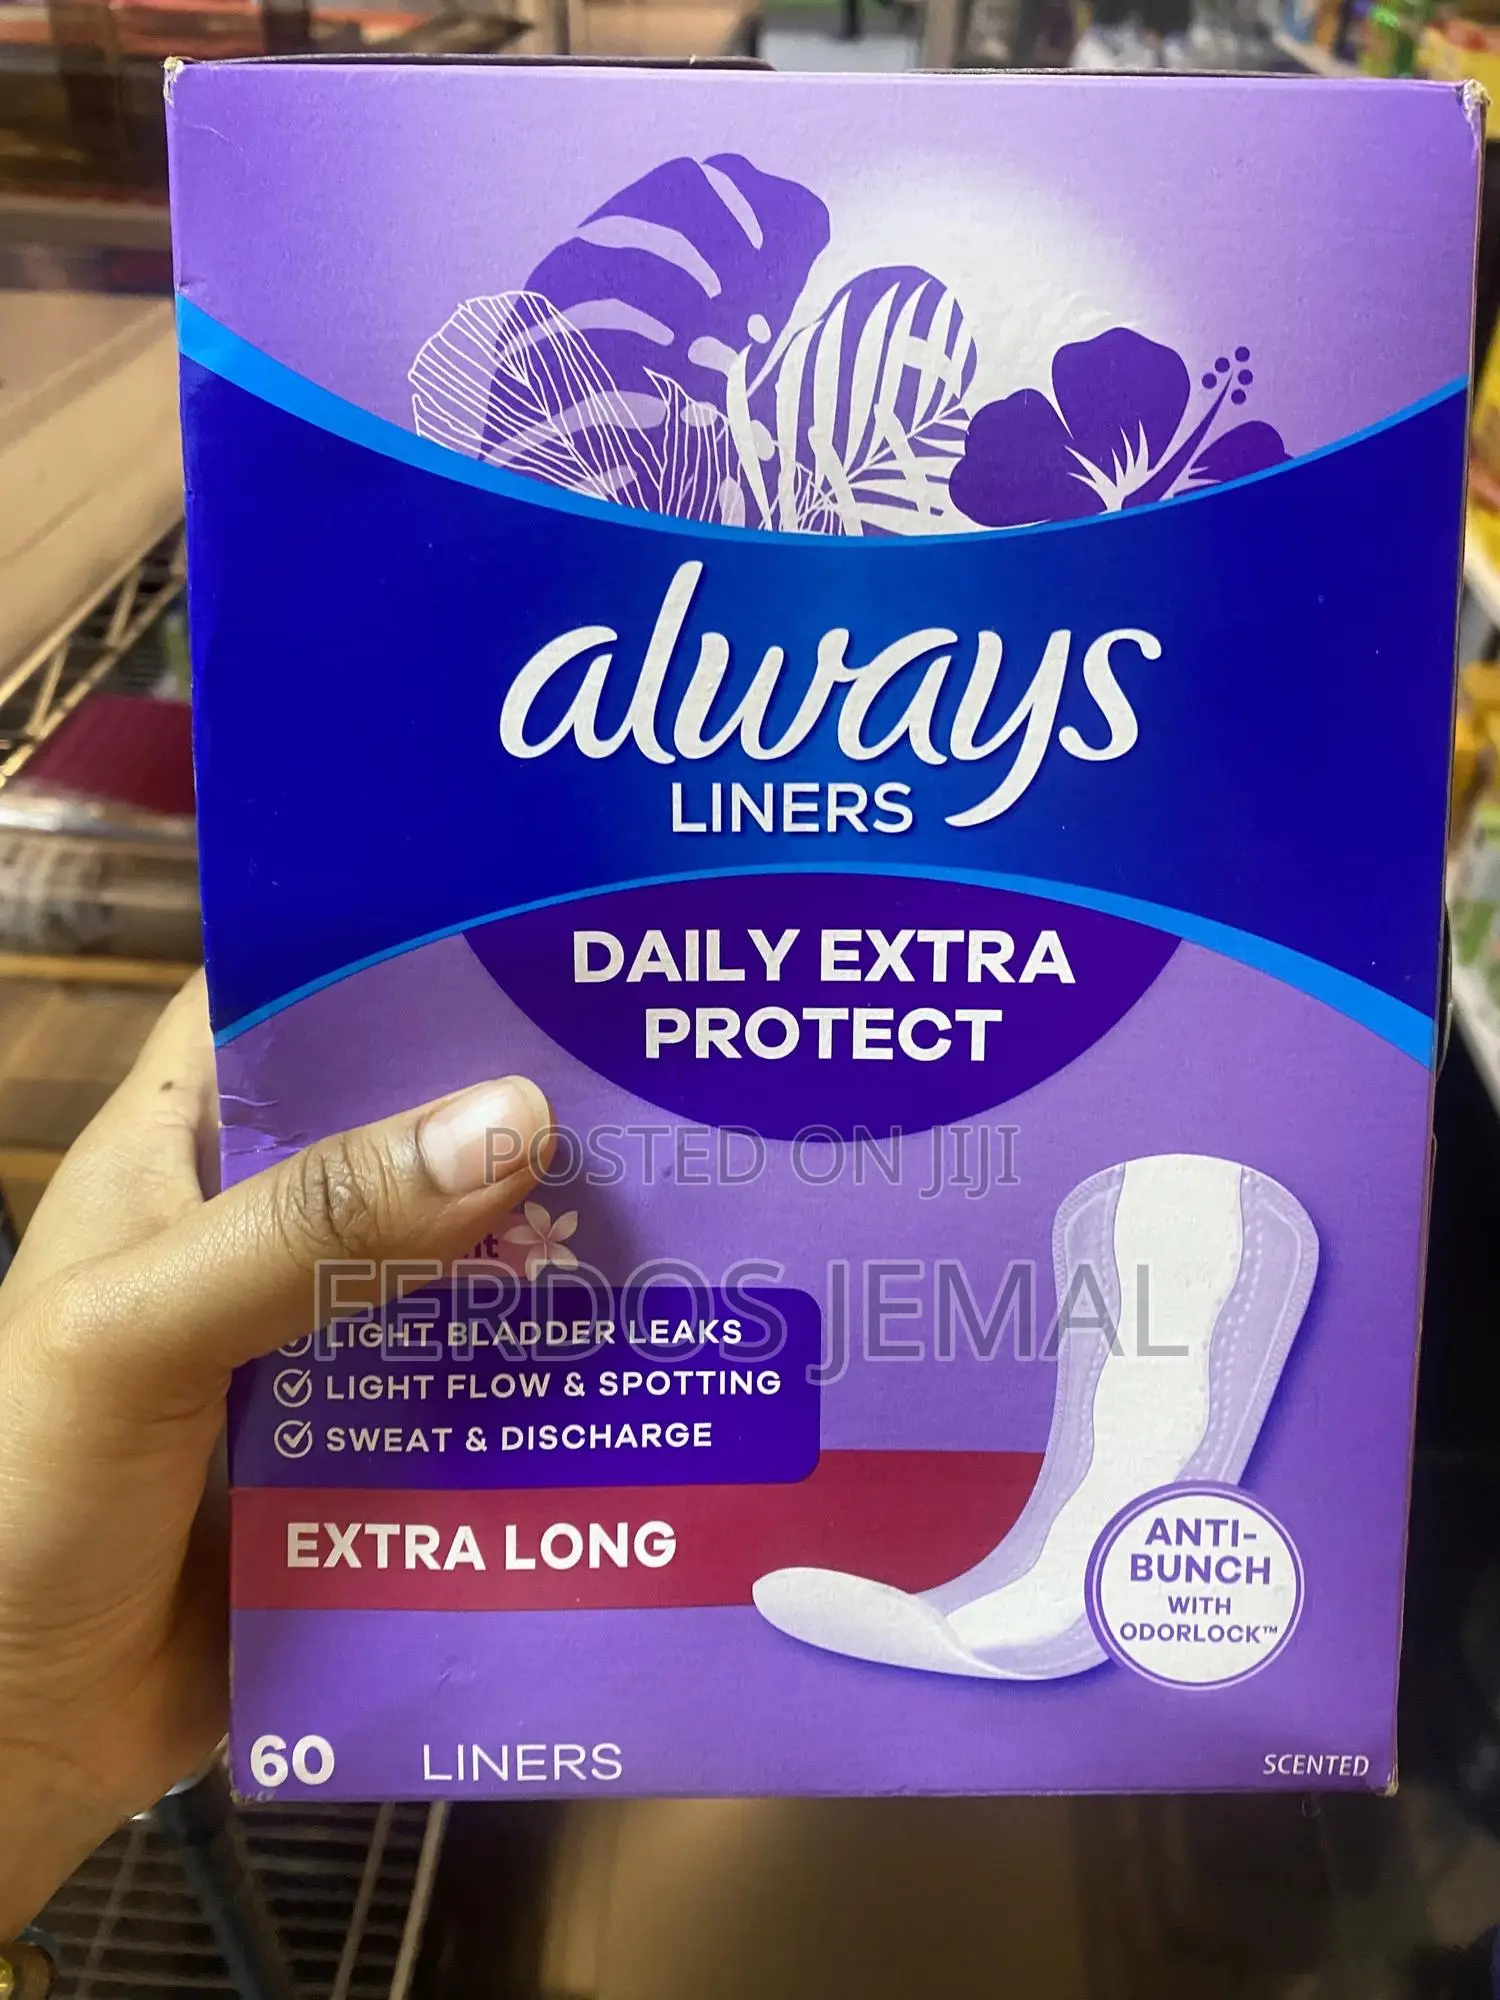 always
LINERS
DAILY EXTRA
PROTECT
POSTED ON JIJI
FERDOS JEMAL
LIGHT BLADDER LEAKS
LIGHT FLOW & SPOTTING
SWEAT & DISCHARGE
EXTRA LONG
ANTI-
BUNCH
WITH
ODORLOCK™
60 LINERS
SCENTED